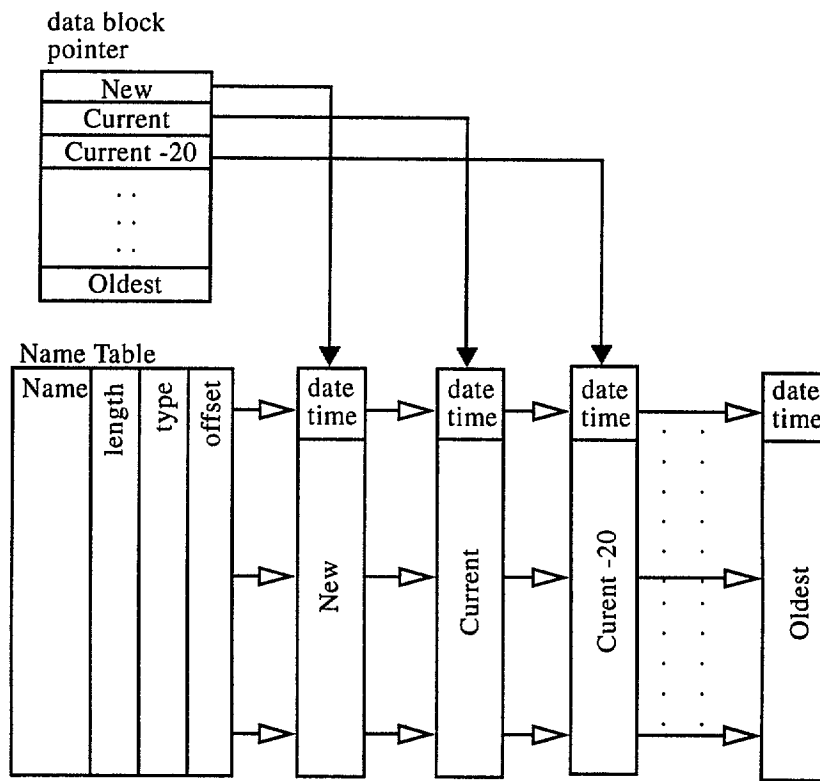 data block
pointer
New
Current
Current -20
. .
. .
. .
Oldest
Name Table
Name
length
type
offset
date
time
New
date
time
Current
date
time
Curent -20
date
time
Oldest